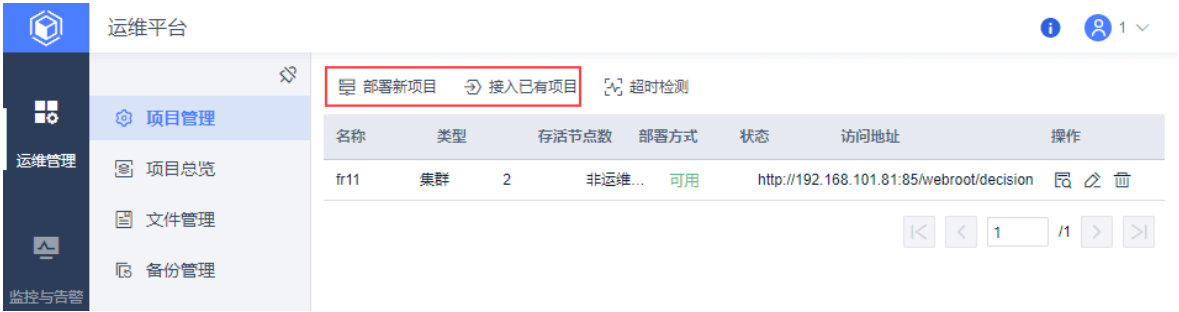 运维平台
1
部署新项目 接入已有项目 超时检测
运维管理
项目管理
项目总览
文件管理
备份管理
监控与告警
名称 类型 存活节点数 部署方式 状态 访问地址 操作
fr11 集群 2 非运维... 可用 http://192.168.101.81:85/webroot/decision
1 /1